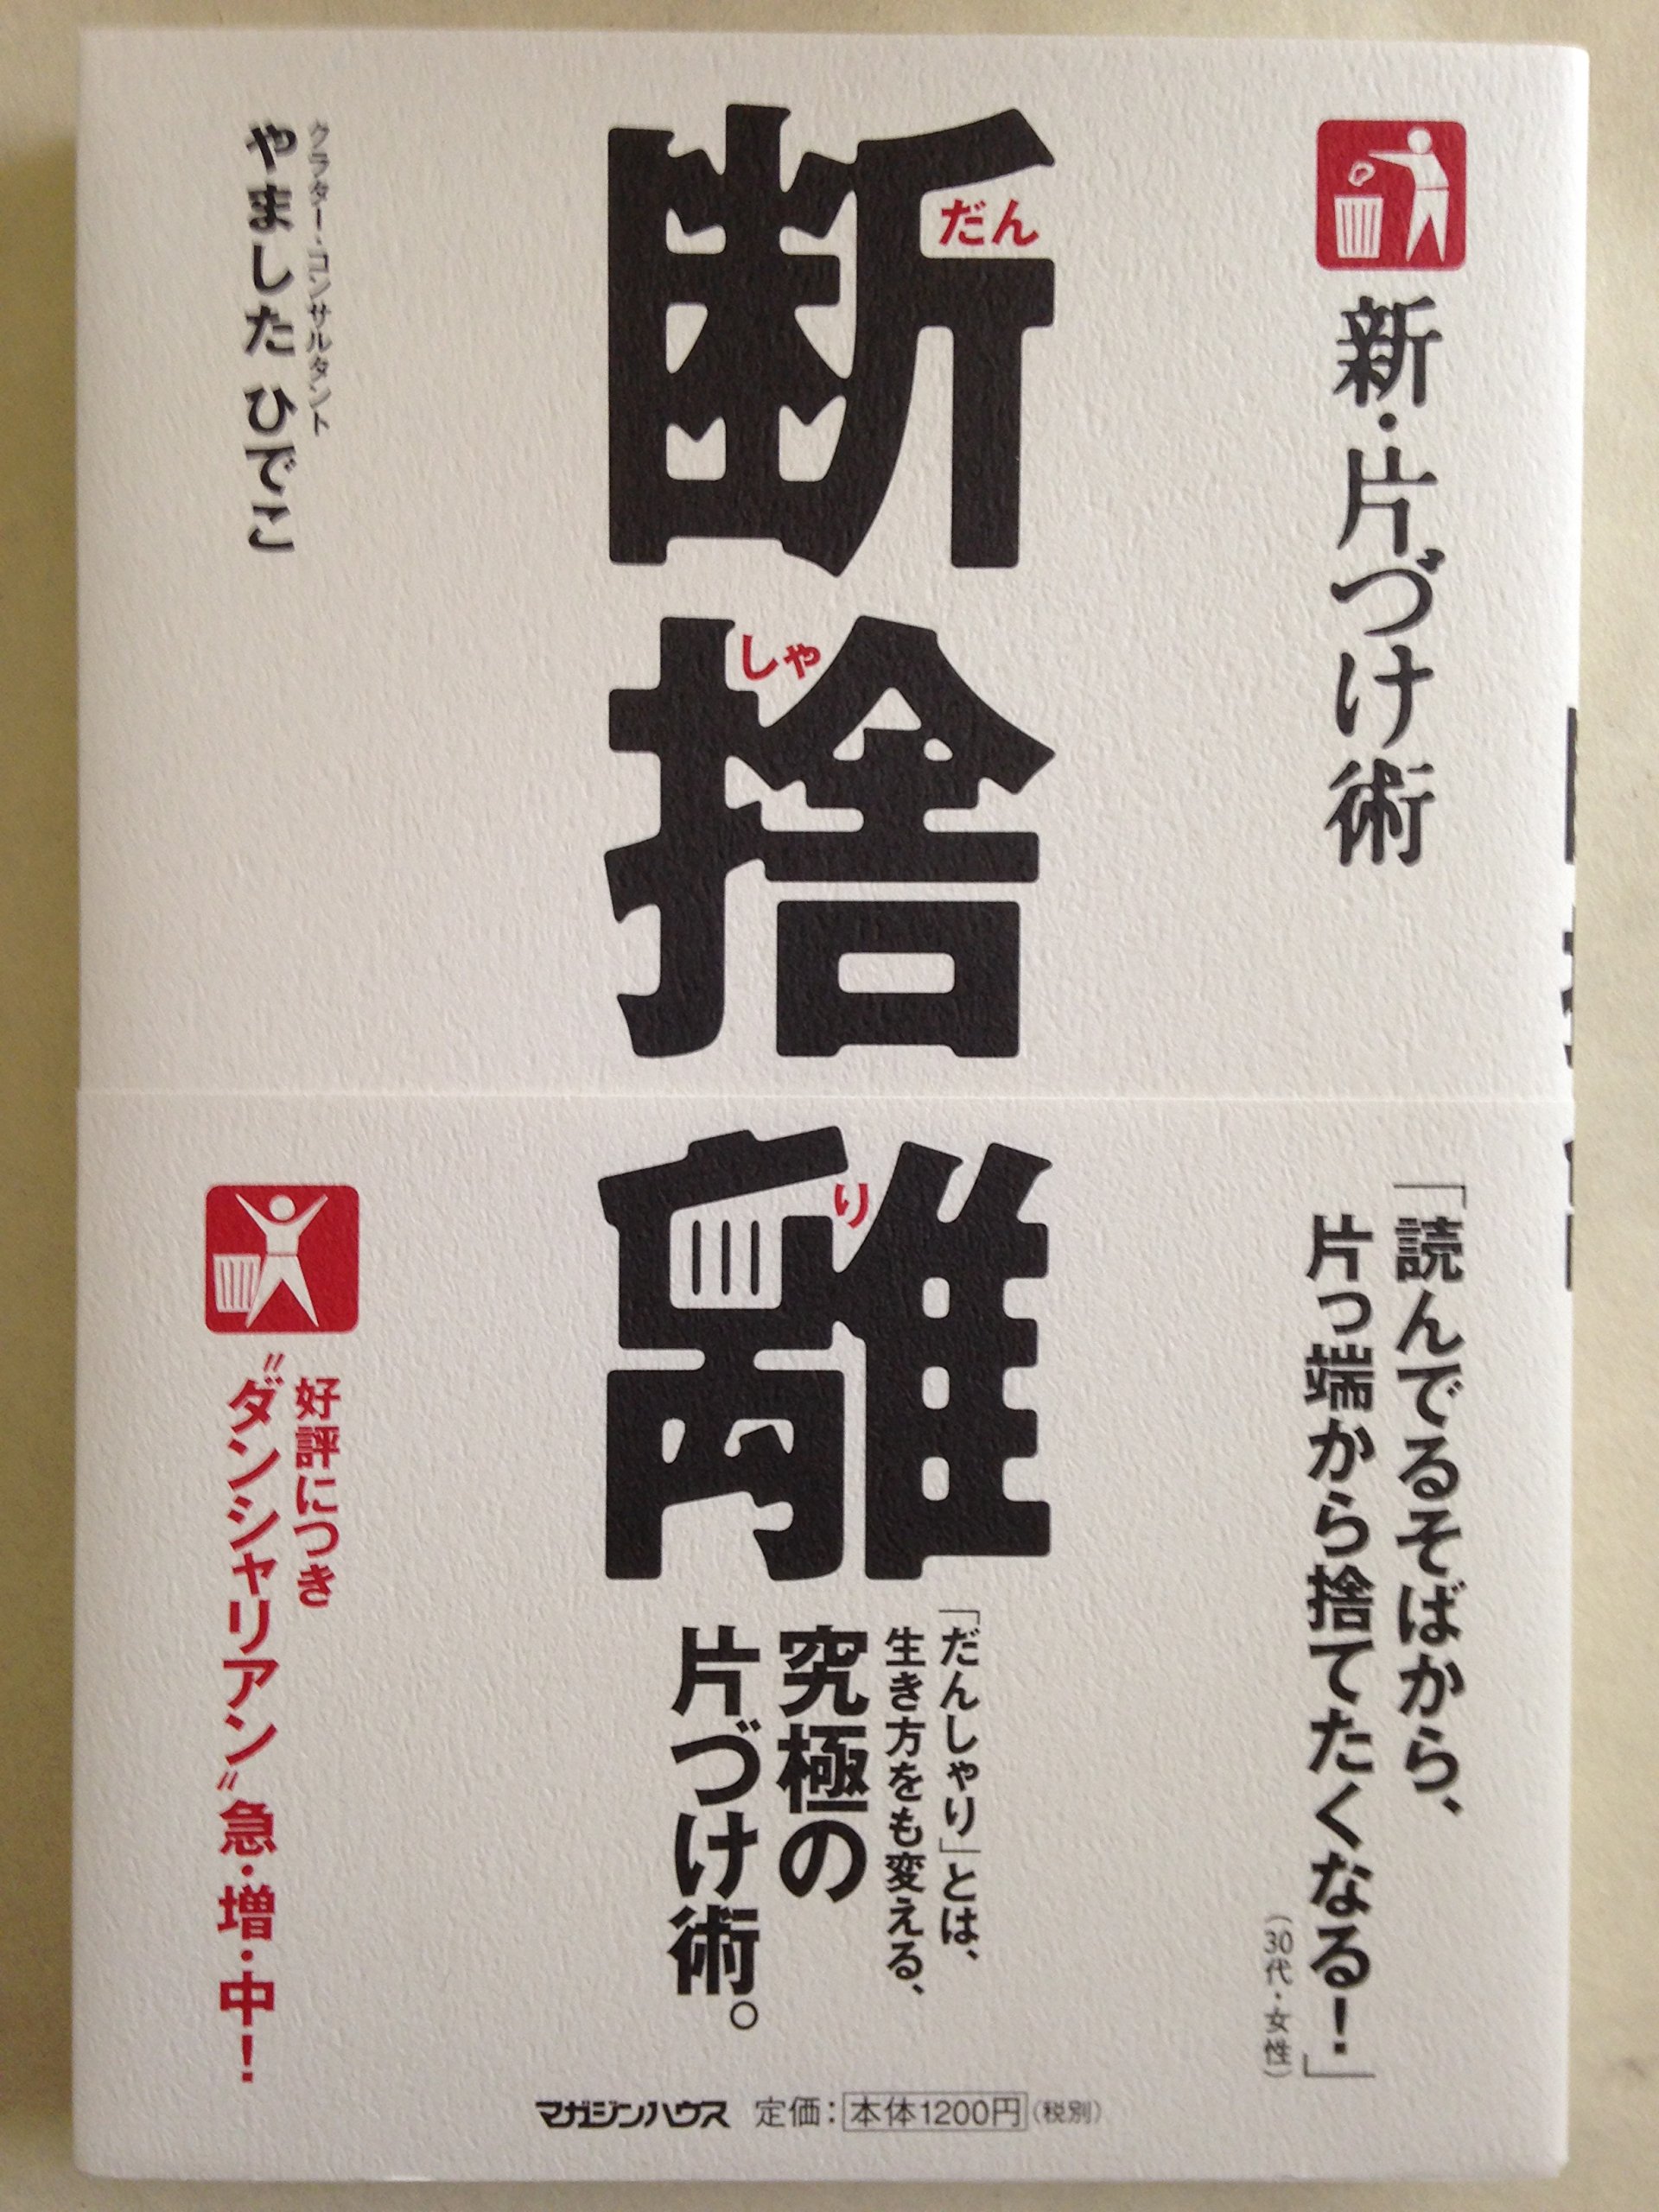 新・片づけ術
断捨離
だん
しゃ
り
クラター・コンサルタント
やました ひでこ
「読んでるそばから、
片っ端から捨てたくなる!」
(30代・女性)
「だんしゃり」とは、
生き方をも変える、
究極の
片づけ術。
好評につき
〝ダンシャリアン〟急・増・中!
マガジンハウス 定価:本体1200円(税別)